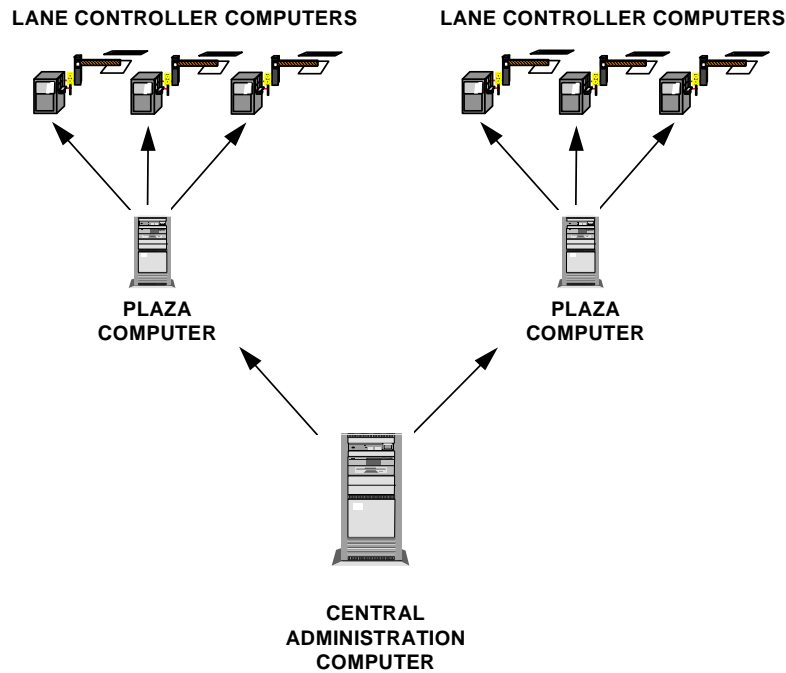 LANE CONTROLLER COMPUTERS
LANE CONTROLLER COMPUTERS
PLAZA
COMPUTER
PLAZA
COMPUTER
CENTRAL
ADMINISTRATION
COMPUTER